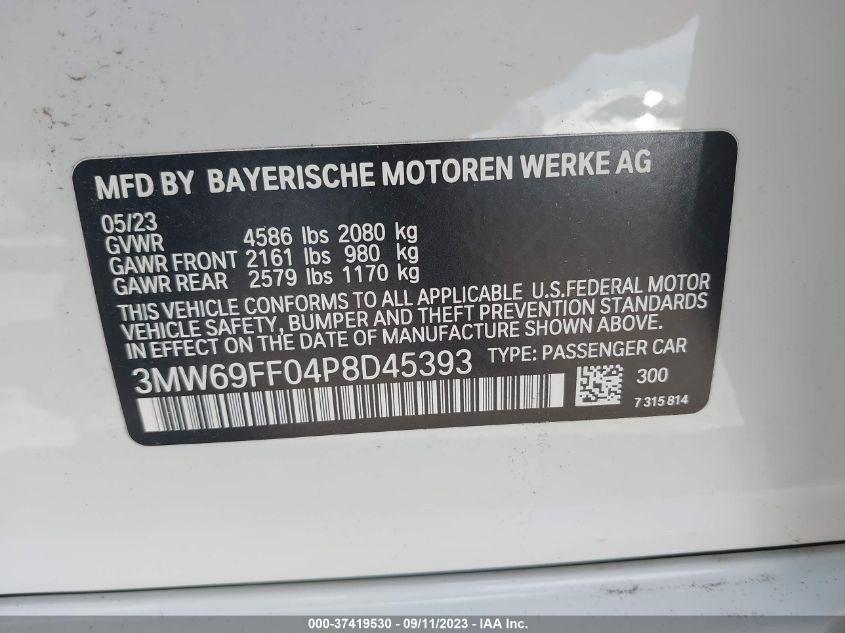 MFD BY BAYERISCHE MOTOREN WERKE AG
05/23
GVWR 4586 lbs 2080 kg
GAWR FRONT 2161 lbs 980 kg
GAWR REAR 2579 lbs 1170 kg
THIS VEHICLE CONFORMS TO ALL APPLICABLE U.S.FEDERAL MOTOR
VEHICLE SAFETY, BUMPER AND THEFT PREVENTION STANDARDS
IN EFFECT ON THE DATE OF MANUFACTURE SHOWN ABOVE.
3MW69FF04P8D45393 TYPE: PASSENGER CAR
300
7 315 814
000-37419530 - 09/11/2023 - IAA Inc.